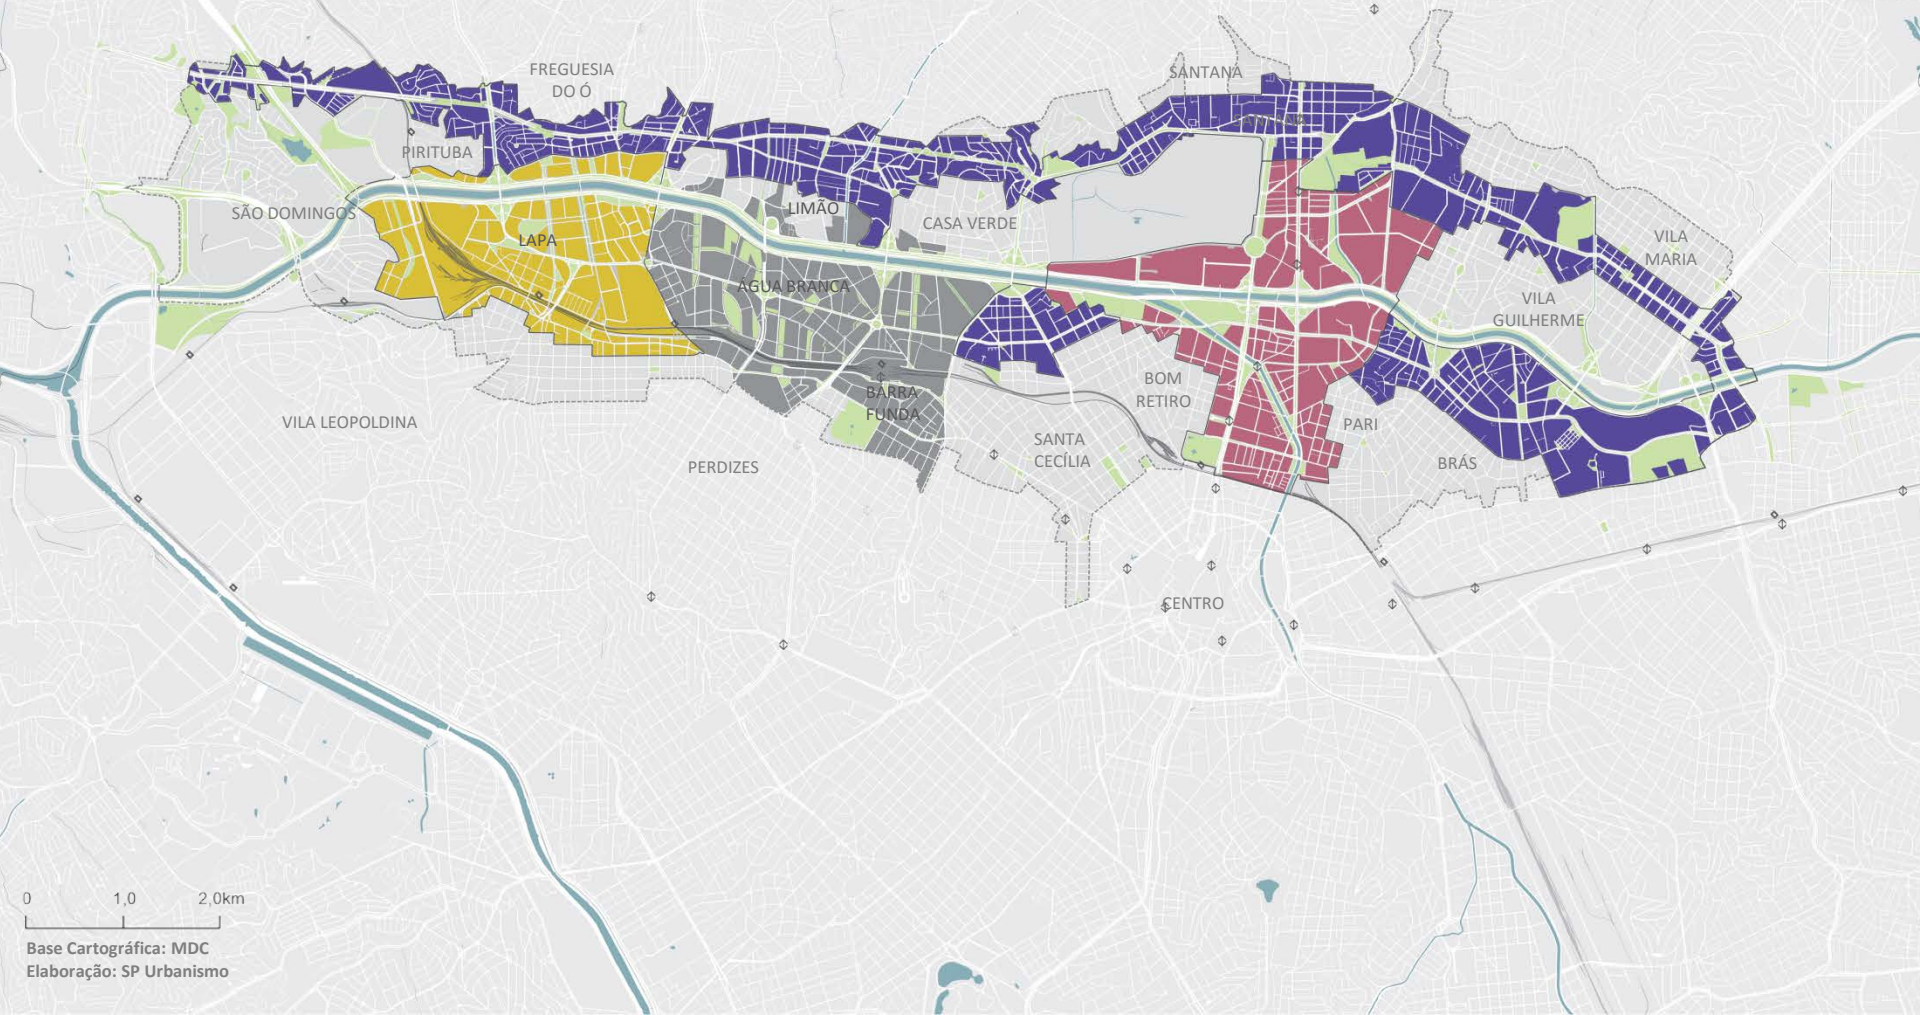 FREGUESIA
DO Ó
SANTANA
SANTANA
PIRITUBA
SÃO DOMINGOS
LIMÃO
CASA VERDE
LAPA
VILA
MARIA
ÁGUA BRANCA
VILA
GUILHERME
BOM
RETIRO
BARRA
FUNDA
VILA LEOPOLDINA
PARI
SANTA
CECÍLIA
PERDIZES
BRÁS
CENTRO
0 1,0 2,0km
Base Cartográfica: MDC
Elaboração: SP Urbanismo